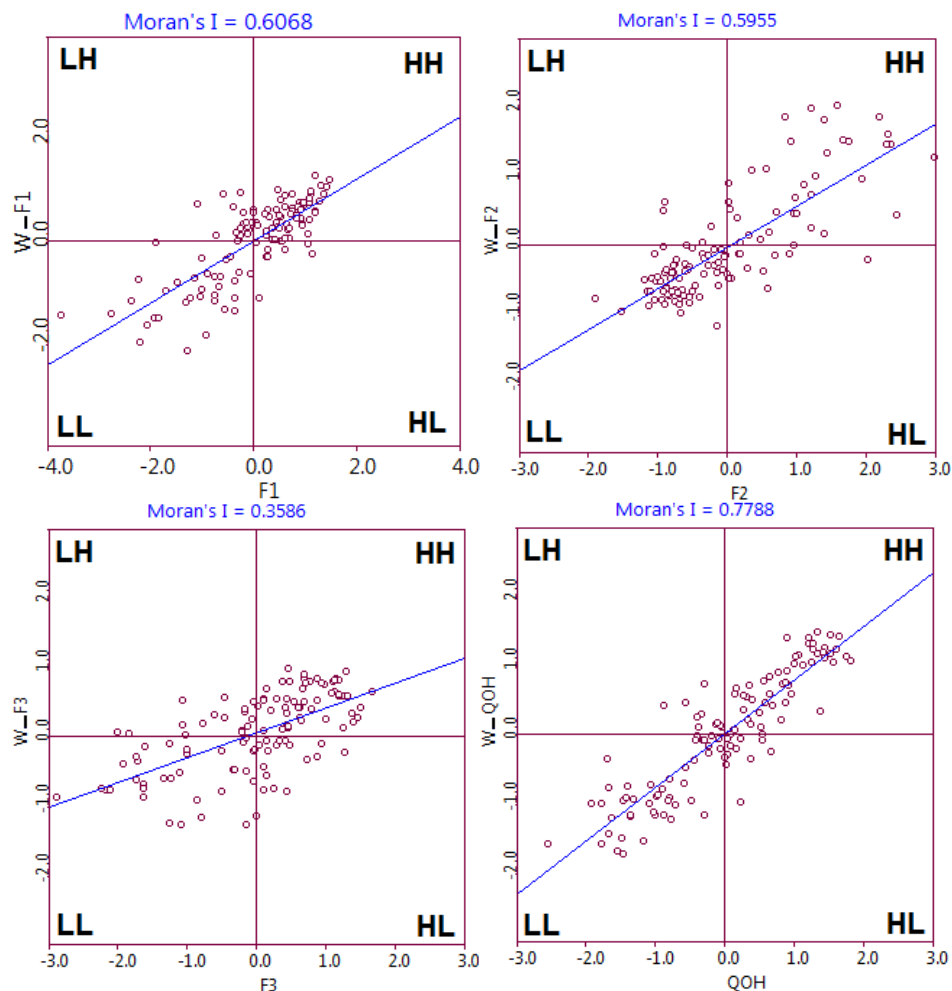 Moran's I = 0.6068
LH
HH
W_F1
2.0
0.0
-2.0
LL
HL
-4.0
-2.0
0.0
2.0
4.0
F1
Moran's I = 0.5955
LH
HH
W_F2
2.0
1.0
0.0
-1.0
-2.0
LL
HL
-3.0
-2.0
-1.0
0.0
1.0
2.0
3.0
F2
Moran's I = 0.3586
LH
HH
W_F3
2.0
1.0
0.0
-1.0
-2.0
LL
HL
-3.0
-2.0
-1.0
0.0
1.0
2.0
3.0
F3
Moran's I = 0.7788
LH
HH
W_QOH
2.0
1.0
0.0
-1.0
-2.0
LL
HL
-3.0
-2.0
-1.0
0.0
1.0
2.0
3.0
QOH